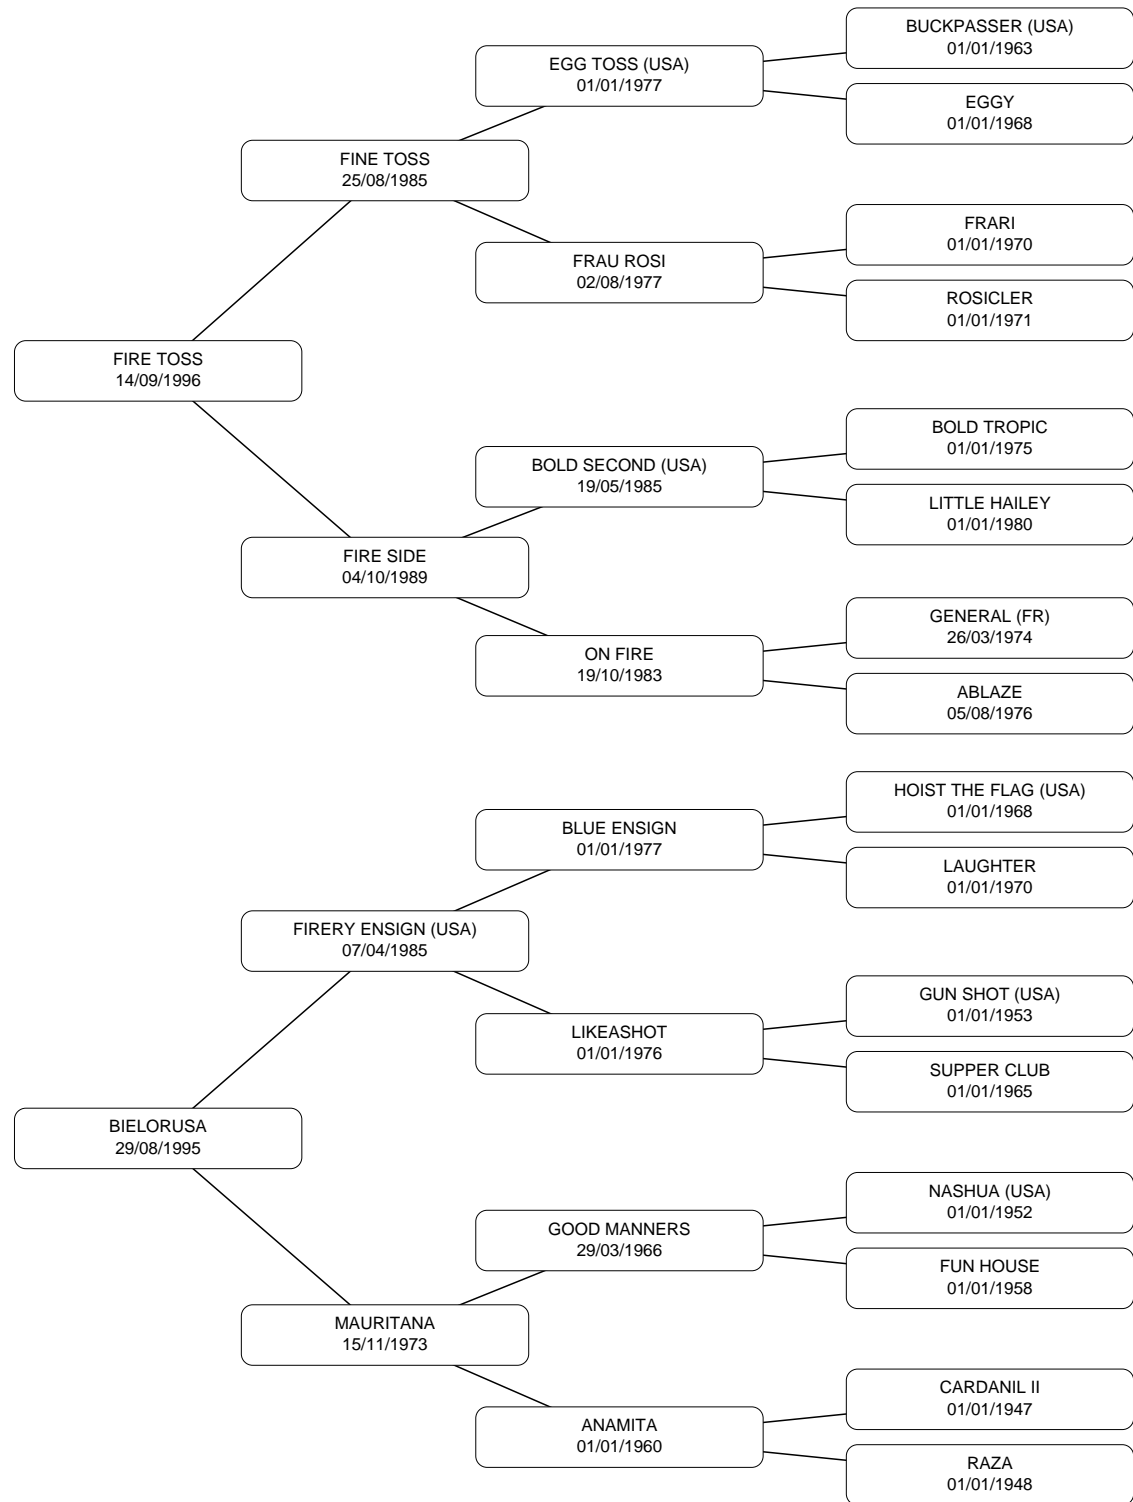 BUCKPASSER (USA)
01/01/1963
EGG TOSS (USA)
01/01/1977
EGGY
01/01/1968
FINE TOSS
25/08/1985
FRARI
01/01/1970
FRAU ROSI
02/08/1977
ROSICLER
01/01/1971
FIRE TOSS
14/09/1996
BOLD TROPIC
01/01/1975
BOLD SECOND (USA)
19/05/1985
LITTLE HAILEY
01/01/1980
FIRE SIDE
04/10/1989
GENERAL (FR)
26/03/1974
ON FIRE
19/10/1983
ABLAZE
05/08/1976
HOIST THE FLAG (USA)
01/01/1968
BLUE ENSIGN
01/01/1977
LAUGHTER
01/01/1970
FIRERY ENSIGN (USA)
07/04/1985
GUN SHOT (USA)
01/01/1953
LIKEASHOT
01/01/1976
SUPPER CLUB
01/01/1965
BIELORUSA
29/08/1995
NASHUA (USA)
01/01/1952
GOOD MANNERS
29/03/1966
FUN HOUSE
01/01/1958
MAURITANA
15/11/1973
CARDANIL II
01/01/1947
ANAMITA
01/01/1960
RAZA
01/01/1948